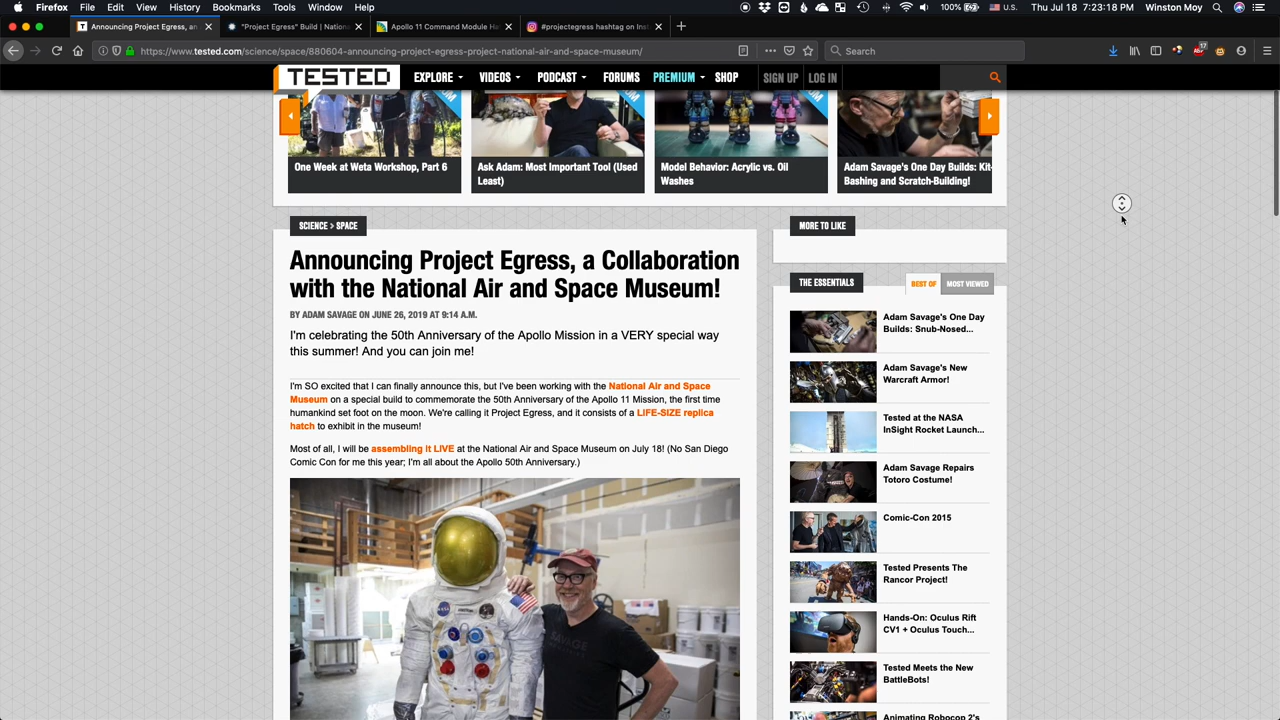 Firefox File Edit View History Bookmarks Tools Window Help
Thu Jul 18 7:23:18 PM Winston Moy
Announcing Project Egress, an
"Project Egress" Build | Nationa
Apollo 11 Command Module Ha
#projectegress hashtag on Inst
https://www.tested.com/science/space/880604-announcing-project-egress-project-national-air-and-space-museum/
Search
17
TESTED
EXPLORE VIDEOS PODCAST FORUMS PREMIUM SIGN UP LOG IN
One Week at Weta Workshop, Part 6
Ask Adam: Most Important Tool (Used
Least)
Model Behavior: Acrylic vs. Oil
Washes
Adam Savage's One Day Builds: Kit-
Bashing and Scratch-Building!
SCIENCE > SPACE
Announcing Project Egress, a Collaboration
with the National Air and Space Museum!
BY ADAM SAVAGE ON JUNE 26, 2019 AT 9:14 A.M.
I'm celebrating the 50th Anniversary of the Apollo Mission in a VERY special way
this summer! And you can join me!
I'm SO excited that I can finally announce this, but I've been working with the National Air and Space
Museum on a special build to commemorate the 50th Anniversary of the Apollo 11 Mission, the first time
humankind set foot on the moon. We're calling it Project Egress, and it consists of a LIFE-SIZE replica
hatch to exhibit in the museum!
Most of all, I will be assembling it LIVE at the National Air and Space Museum on July 18! (No San Diego
Comic Con for me this year; I'm all about the Apollo 50th Anniversary.)
NASA
SAVAGE
MORE TO LIKE
THE ESSENTIALS
BEST OF MOST VIEWED
Adam Savage's One Day
Builds: Snub-Nosed...
Adam Savage's New
Warcraft Armor!
Tested at the NASA
InSight Rocket Launch...
Adam Savage Repairs
Totoro Costume!
Comic-Con 2015
Tested Presents The
Rancor Project!
Hands-On: Oculus Rift
CV1 + Oculus Touch...
Tested Meets the New
BattleBots!
Animating Robocop 2's